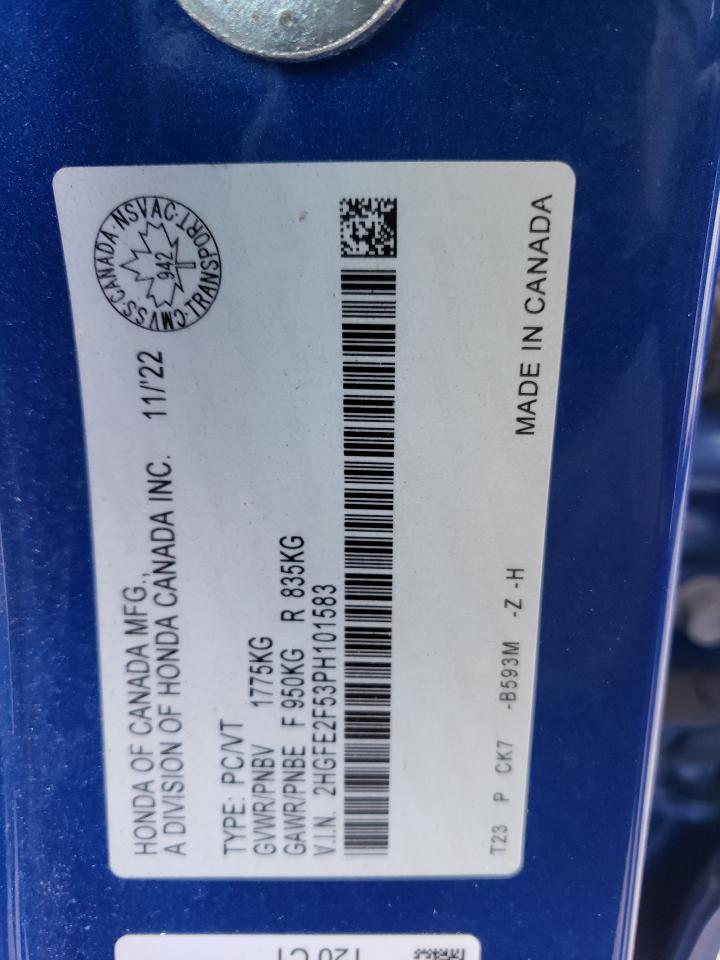 HONDA OF CANADA MFG.,
A DIVISION OF HONDA CANADA INC. 11/'22
CMVSS·CANADA·NSVAC·TRANSPORT·
942
TYPE: PC/VT
GVWR/PNBV 1775KG
GAWR/PNBE F 950KG R 835KG
V.I.N. 2HGFE2F53PH101583
T23 P CK7 -B593M -Z -H
MADE IN CANADA